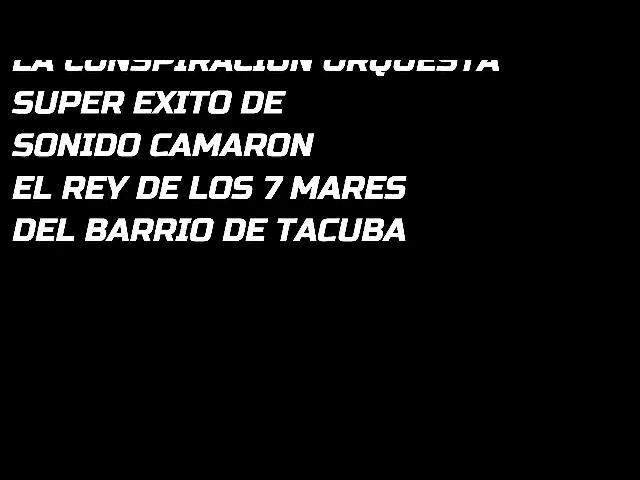 LA CONSPIRACION ORQUESTA
SUPER EXITO DE
SONIDO CAMARON
EL REY DE LOS 7 MARES
DEL BARRIO DE TACUBA